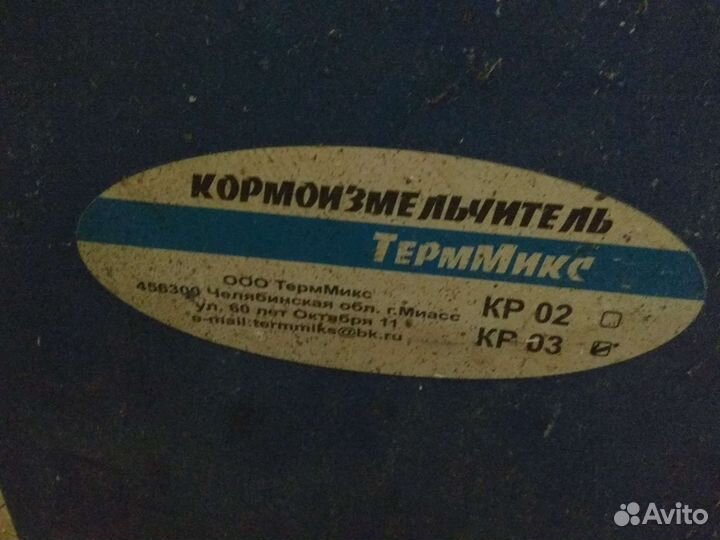 КОРМОИЗМЕЛЬЧИТЕЛЬ
ТермМикс
ООО ТермМикс
456300 Челябинская обл. г.Миасс
ул. 60 лет Октября 11
e-mail:termmiks@bk.ru
КР 02
КР 03
Avito